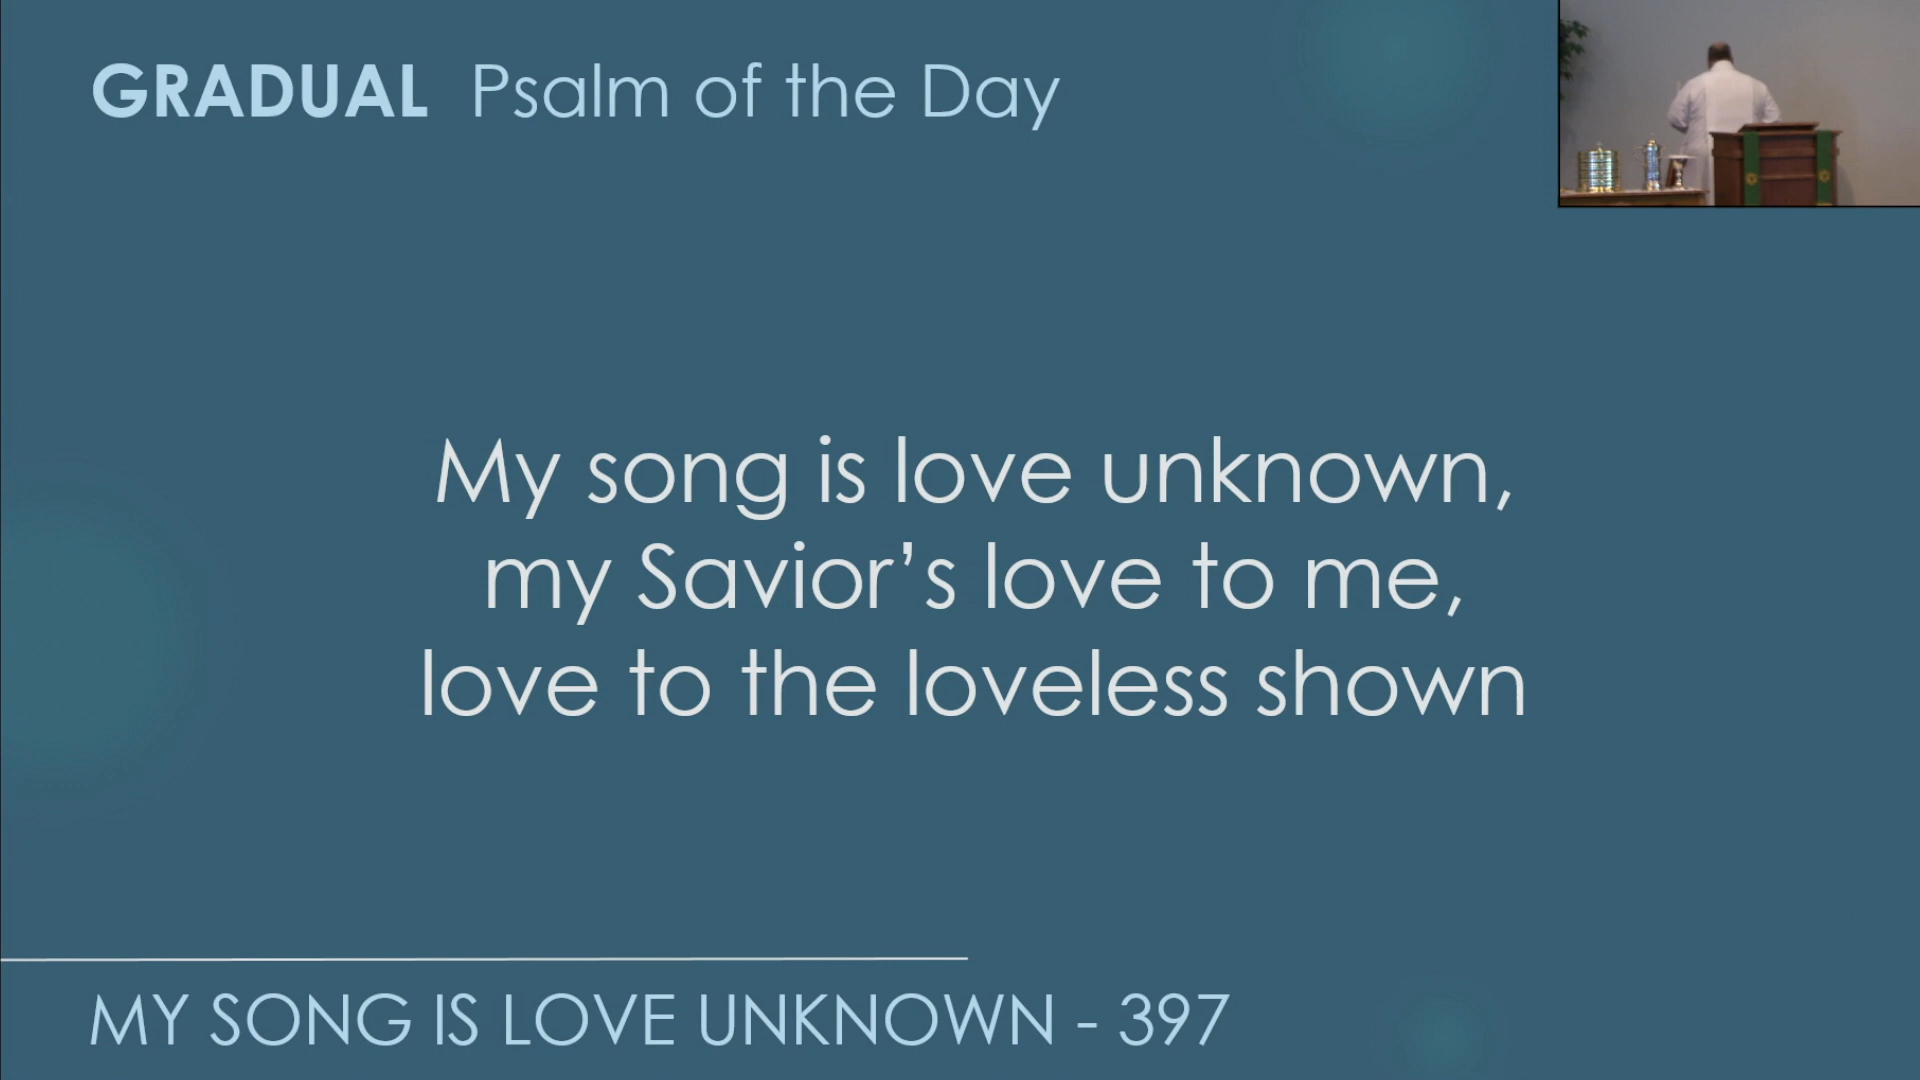 GRADUAL Psalm of the Day
My song is love unknown,
my Savior’s love to me,
love to the loveless shown
MY SONG IS LOVE UNKNOWN - 397